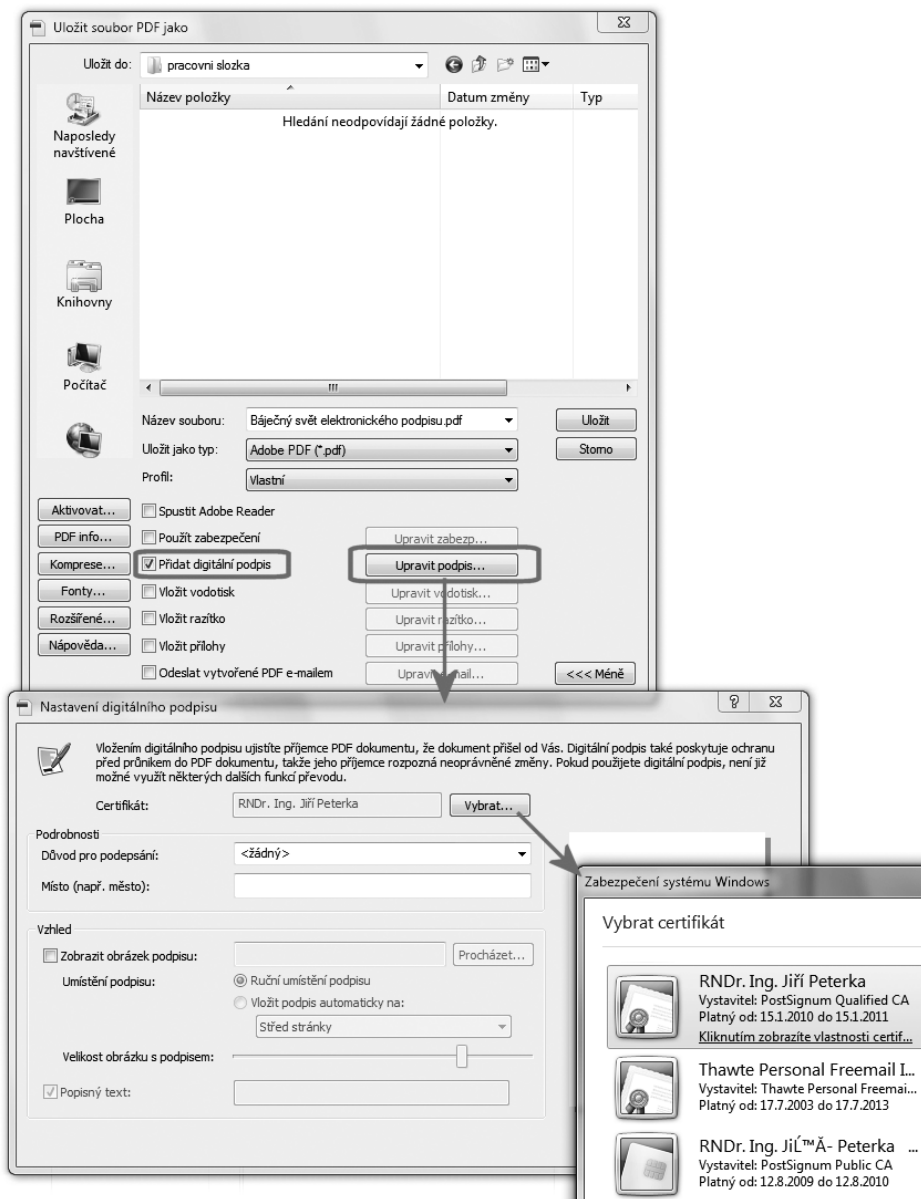 Uložit soubor PDF jako
Uložit do:
pracovni slozka
Název položky
Datum změny
Typ
Hledání neodpovídají žádné položky.
Naposledy
navštívené
Plocha
Knihovny
Počítač
Název souboru:
Báječný svět elektronického podpisu.pdf
Uložit
Uložit jako typ:
Adobe PDF (*.pdf)
Storno
Profil:
Vlastní
Aktivovat...
Spustit Adobe Reader
PDF info...
Použít zabezpečení
Upravit zabezp...
Komprese...
Přidat digitální podpis
Upravit podpis...
Fonty...
Vložit vodotisk
Upravit vodotisk...
Rozšířené...
Vložit razítko
Upravit razítko...
Nápověda...
Vložit přílohy
Upravit přílohy...
Odeslat vytvořené PDF e-mailem
<<< Méně
Nastavení digitálního podpisu
Vložením digitálního podpisu ujistíte příjemce PDF dokumentu, že dokument přišel od Vás. Digitální podpis také poskytuje ochranu
před průnikem do PDF dokumentu, takže jeho příjemce rozpozná neoprávněné změny. Pokud použijete digitální podpis, není již
možné využít některých dalších funkcí převodu.
Certifikát:
RNDr. Ing. Jiří Peterka
Vybrat...
Podrobnosti
Důvod pro podepsání:
<žádný>
Místo (např. město):
Vzhled
Zobrazit obrázek podpisu:
Procházet...
Umístění podpisu:
Ruční umístění podpisu
Vložit podpis automaticky na:
Střed stránky
Velikost obrázku s podpisem:
Popisný text:
Zabezpečení systému Windows
Vybrat certifikát
RNDr. Ing. Jiří Peterka
Vystavitel: PostSignum Qualified CA
Platný od: 15.1.2010 do 15.1.2011
Kliknutím zobrazíte vlastnosti certif...
Thawte Personal Freemail I...
Vystavitel: Thawte Personal Freemai...
Platný od: 17.7.2003 do 17.7.2013
RNDr. Ing. JiĹ™Ă- Peterka ...
Vystavitel: PostSignum Public CA
Platný od: 12.8.2009 do 12.8.2010